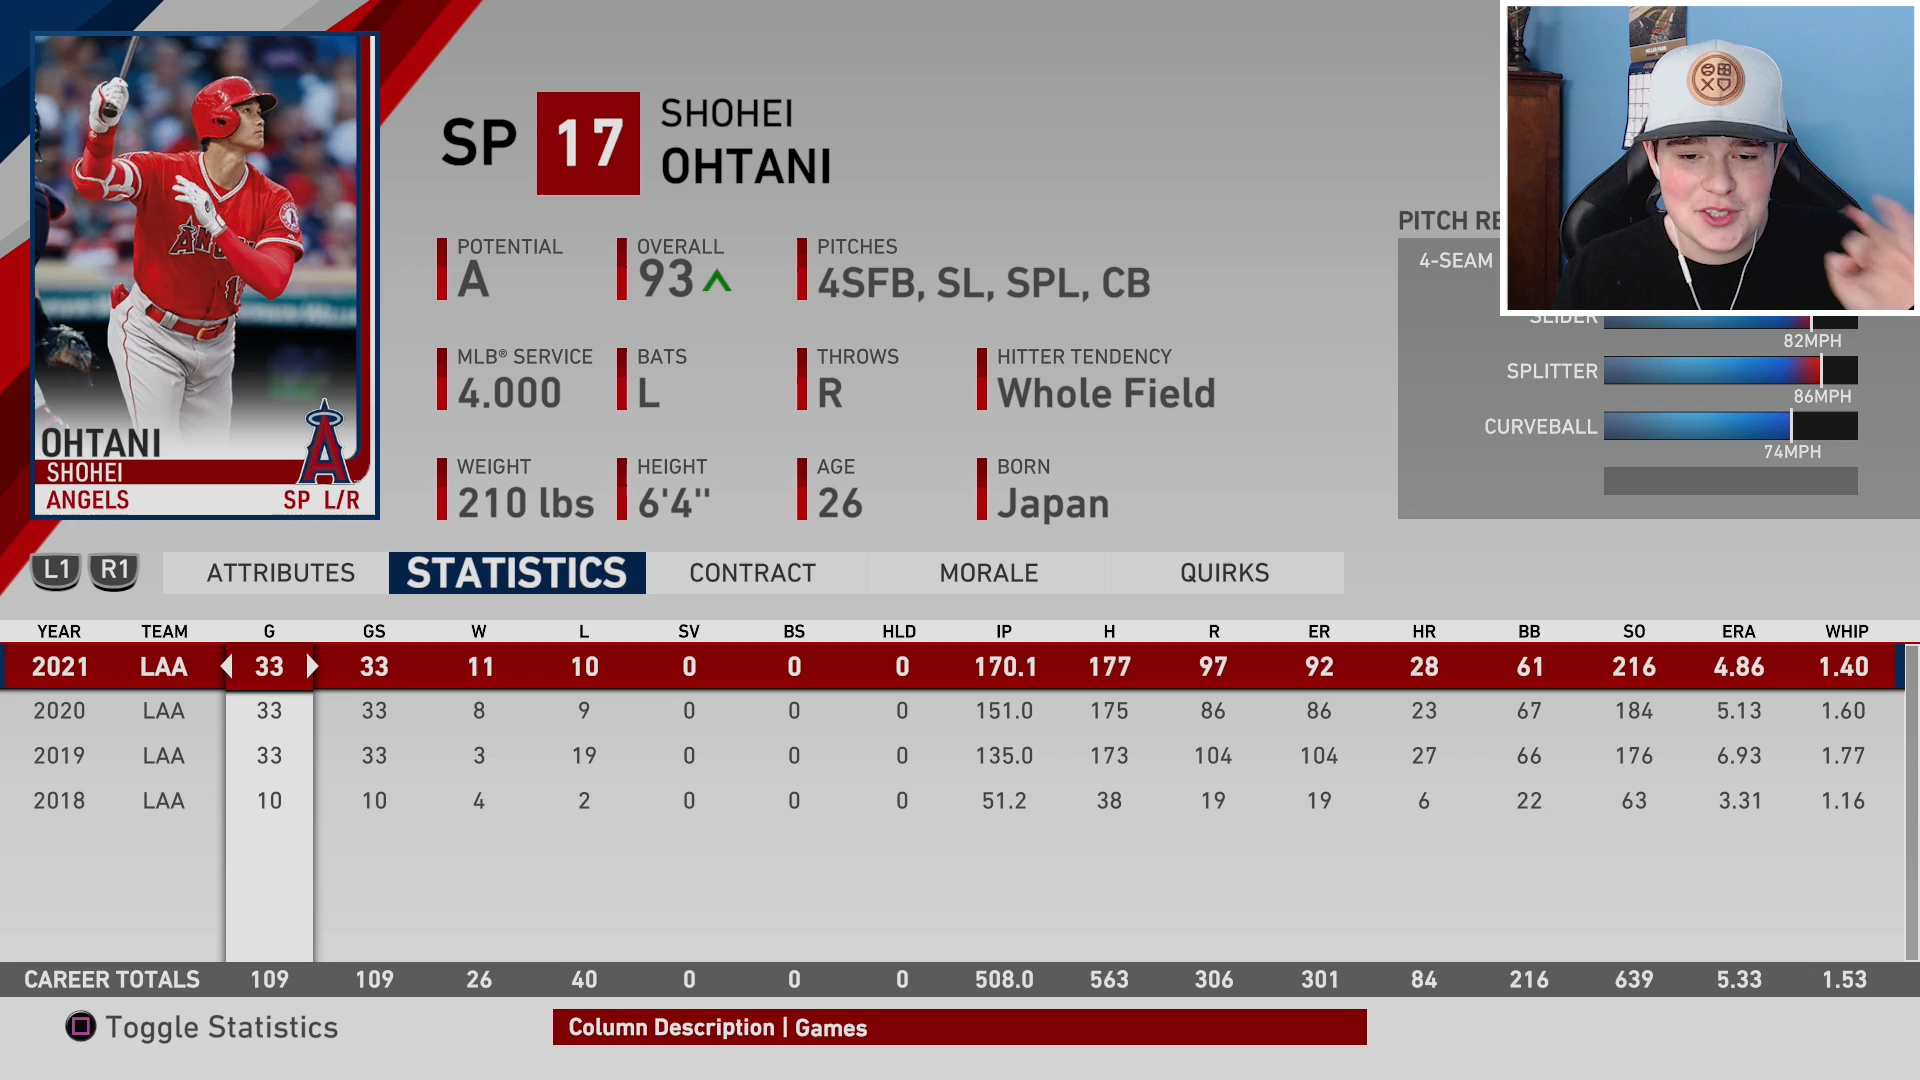 SP 17 SHOHEI
OHTANI
POTENTIAL OVERALL PITCHES
A 93 4SFB, SL, SPL, CB
MLB® SERVICE BATS THROWS HITTER TENDENCY
4.000 L R Whole Field
WEIGHT HEIGHT AGE BORN
210 lbs 6'4" 26 Japan
OHTANI
SHOHEI
ANGELS SP L/R
PITCH RE
4-SEAM
SLIDER
82MPH
SPLITTER
86MPH
CURVEBALL
74MPH
L1 R1 ATTRIBUTES STATISTICS CONTRACT MORALE QUIRKS
YEAR TEAM G GS W L SV BS HLD IP H R ER HR BB SO ERA WHIP
2021 LAA 33 33 11 10 0 0 0 170.1 177 97 92 28 61 216 4.86 1.40
2020 LAA 33 33 8 9 0 0 0 151.0 175 86 86 23 67 184 5.13 1.60
2019 LAA 33 33 3 19 0 0 0 135.0 173 104 104 27 66 176 6.93 1.77
2018 LAA 10 10 4 2 0 0 0 51.2 38 19 19 6 22 63 3.31 1.16
CAREER TOTALS 109 109 26 40 0 0 0 508.0 563 306 301 84 216 639 5.33 1.53
Toggle Statistics
Column Description | Games